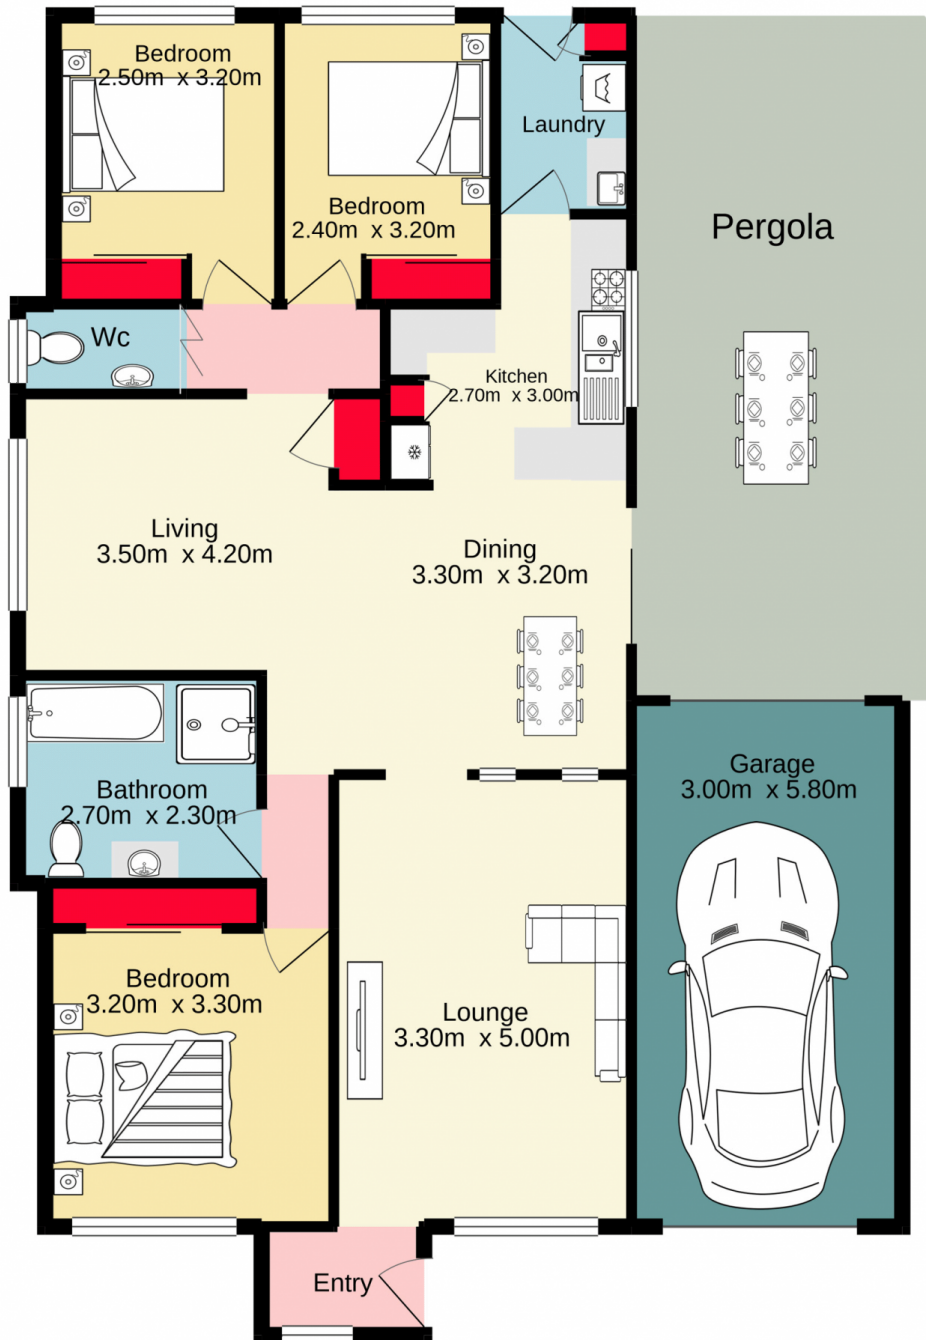 Bedroom
2.50m x 3.20m
Laundry
Bedroom
2.40m x 3.20m
Pergola
Wc
Kitchen
2.70m x 3.00m
Living
3.50m x 4.20m
Dining
3.30m x 3.20m
Garage
3.00m x 5.80m
Bathroom
2.70m x 2.30m
Bedroom
3.20m x 3.30m
Lounge
3.30m x 5.00m
Entry